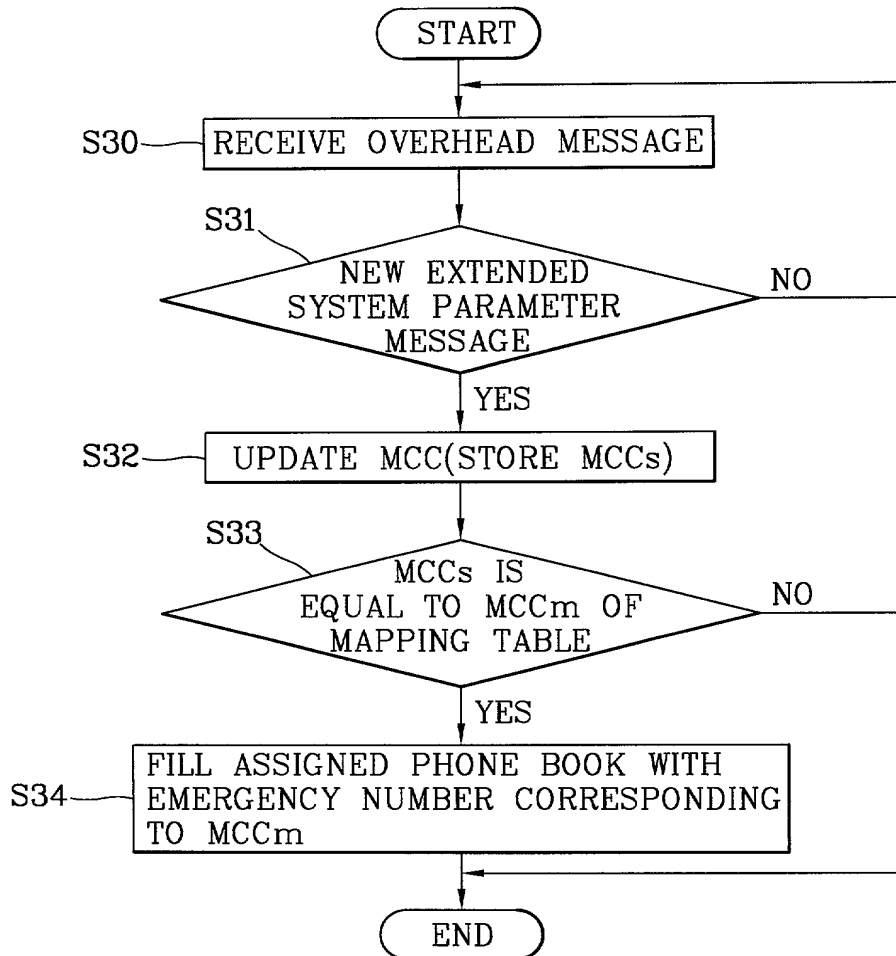 START
S30
RECEIVE OVERHEAD MESSAGE
S31
NEW EXTENDED
SYSTEM PARAMETER
MESSAGE
NO
YES
S32
UPDATE MCC(STORE MCCs)
S33
MCCs IS
EQUAL TO MCCm OF
MAPPING TABLE
NO
YES
S34
FILL ASSIGNED PHONE BOOK WITH
EMERGENCY NUMBER CORRESPONDING
TO MCCm
END